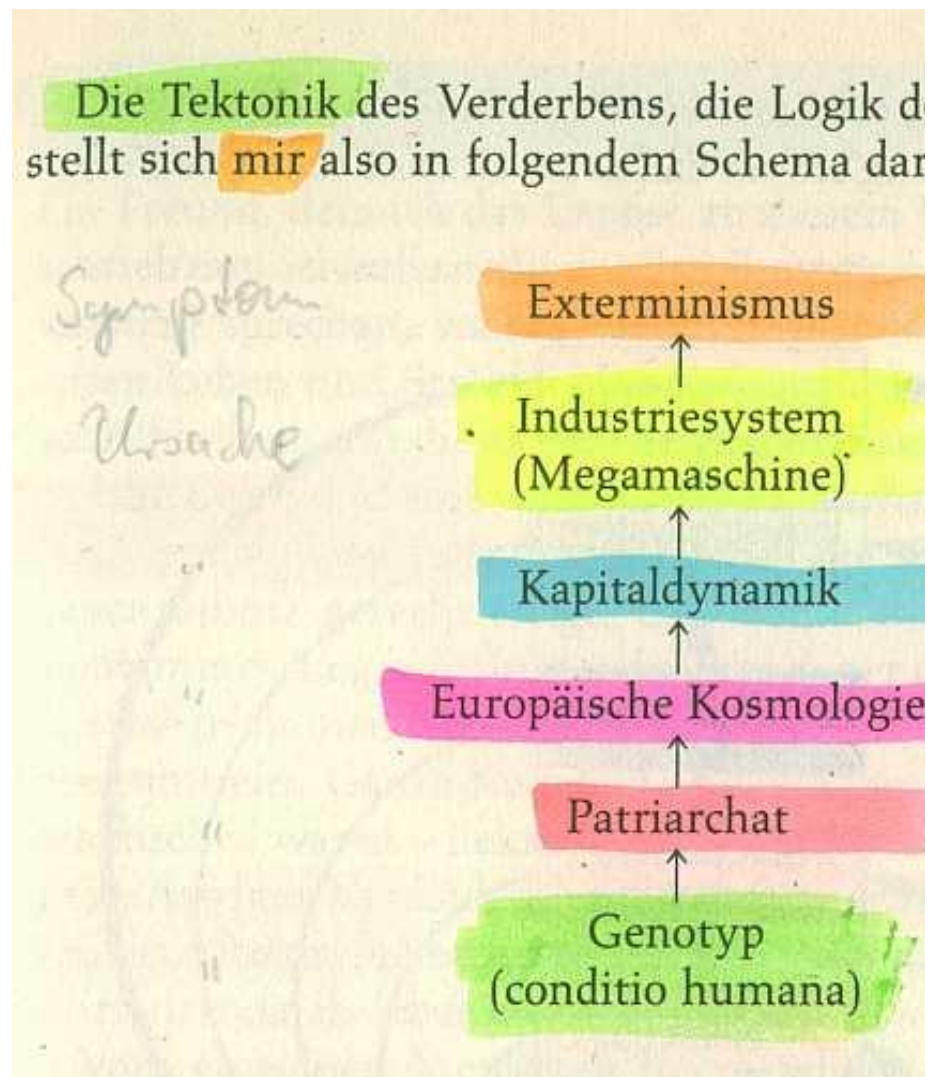 Die Tektonik des Verderbens, die Logik d
stellt sich mir also in folgendem Schema dar
Symptom
Exterminismus
Ursache
Industriesystem
(Megamaschine)
"
Kapitaldynamik
"
Europäische Kosmologie
"
Patriarchat
"
Genotyp
(conditio humana)